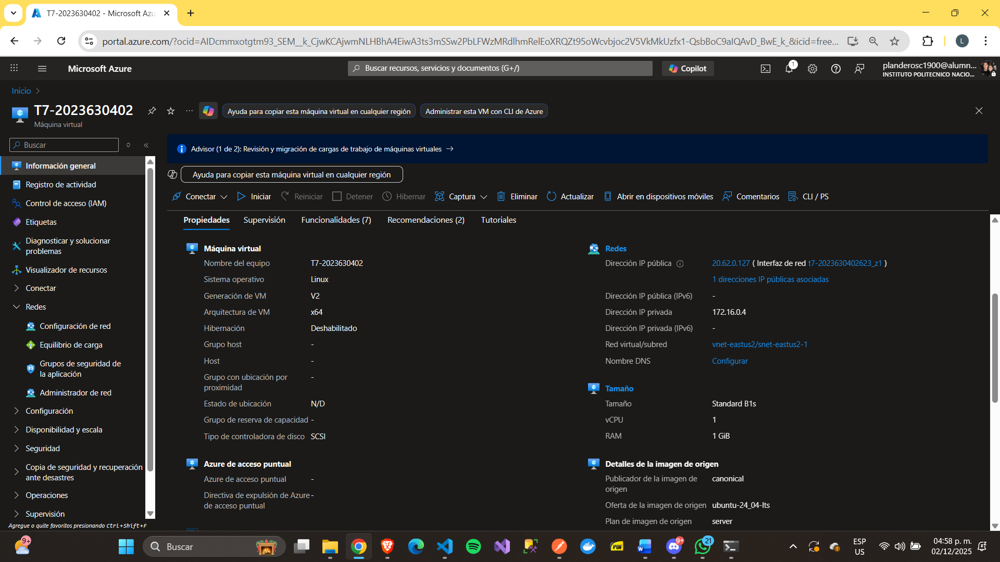 T7-2023630402 - Microsoft Azu
portal.azure.com/?ocid=AIDcmmxotgtm93_SEM__k_CjwKCAjwmNLHBhA4EiwA3ts3mSSw2PbLFWzMRdlhmRelEoXRQZt95oWcvbjoc2V5VkMkUzfx1-QsbBoC9aIQAvD_BwE_k_&icid=free...
L
Microsoft Azure
Buscar recursos, servicios y documentos (G+/)
Copilot
1
planderosc1900@alumn...
INSTITUTO POLITECNICO NACIO...
Inicio
T7-2023630402
Máquina virtual
Ayuda para copiar esta máquina virtual en cualquier región
Administrar esta VM con CLI de Azure
Buscar
Información general
Registro de actividad
Control de acceso (IAM)
Etiquetas
Diagnosticar y solucionar
problemas
Visualizador de recursos
Conectar
Redes
Configuración de red
Equilibrio de carga
Grupos de seguridad de
la aplicación
Administrador de red
Configuración
Disponibilidad y escala
Seguridad
Copia de seguridad y recuperación
ante desastres
Operaciones
Supervisión
Agregue o quite favoritos presionando Ctrl+Shift+F
Advisor (1 de 2): Revisión y migración de cargas de trabajo de máquinas virtuales
Ayuda para copiar esta máquina virtual en cualquier región
Conectar Iniciar Reiniciar Detener Hibernar Captura Eliminar Actualizar Abrir en dispositivos móviles Comentarios CLI / PS
Propiedades Supervisión Funcionalidades (7) Recomendaciones (2) Tutoriales
Máquina virtual
Nombre del equipo T7-2023630402
Sistema operativo Linux
Generación de VM V2
Arquitectura de VM x64
Hibernación Deshabilitado
Grupo host -
Host -
Grupo con ubicación por -
proximidad
Estado de ubicación N/D
Grupo de reserva de capacidad -
Tipo de controladora de disco SCSI
Azure de acceso puntual
Azure de acceso puntual -
Directiva de expulsión de Azure -
de acceso puntual
Redes
Dirección IP pública 20.62.0.127 ( Interfaz de red t7-2023630402623_z1 )
1 direcciones IP públicas asociadas
Dirección IP pública (IPv6) -
Dirección IP privada 172.16.0.4
Dirección IP privada (IPv6) -
Red virtual/subred vnet-eastus2/snet-eastus2-1
Nombre DNS Configurar
Tamaño
Tamaño Standard B1s
vCPU 1
RAM 1 GiB
Detalles de la imagen de origen
Publicador de la imagen de canonical
origen
Oferta de la imagen de origen ubuntu-24_04-lts
Plan de imagen de origen server
9+
Buscar
PDF
W
9+
21
ESP
US
04:58 p. m.
02/12/2025